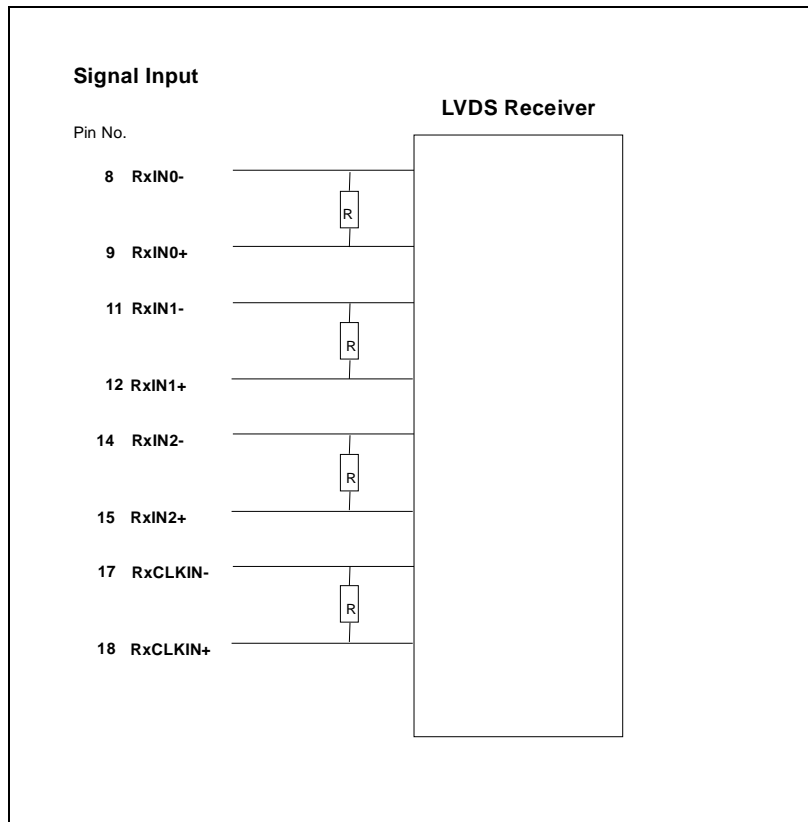 Signal Input
LVDS Receiver
Pin No.
8 RxIN0-
R
9 RxIN0+
11 RxIN1-
R
12 RxIN1+
14 RxIN2-
R
15 RxIN2+
17 RxCLKIN-
R
18 RxCLKIN+